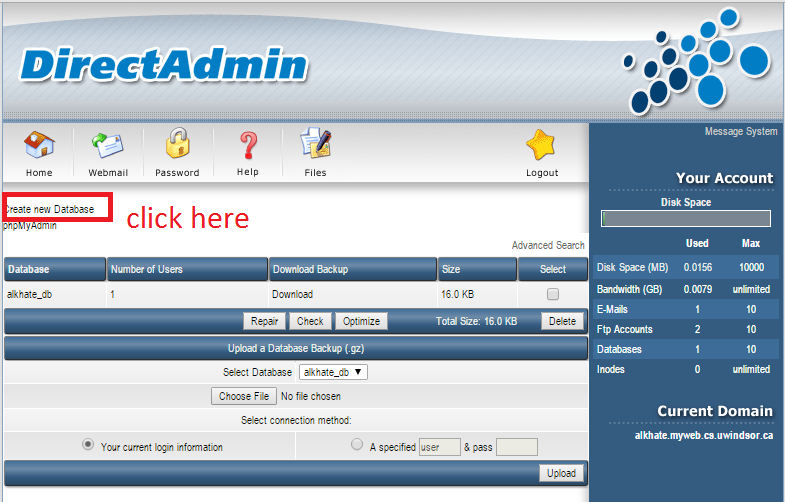 DirectAdmin
Home Webmail Password Help Files Logout
Message System
Create new Database
click here
phpMyAdmin
Advanced Search
Database Number of Users Download Backup Size Select
alkhate_db 1 Download 16.0 KB
Repair Check Optimize Total Size: 16.0 KB Delete
Upload a Database Backup (.gz)
Select Database alkhate_db
Choose File No file chosen
Select connection method:
Your current login information A specified user & pass
Upload
Your Account
Disk Space
Used Max
Disk Space (MB) 0.0156 10000
Bandwidth (GB) 0.0079 unlimited
E-Mails 1 10
Ftp Accounts 2 10
Databases 1 10
Inodes 0 unlimited
Current Domain
alkhate.myweb.cs.uwindsor.ca